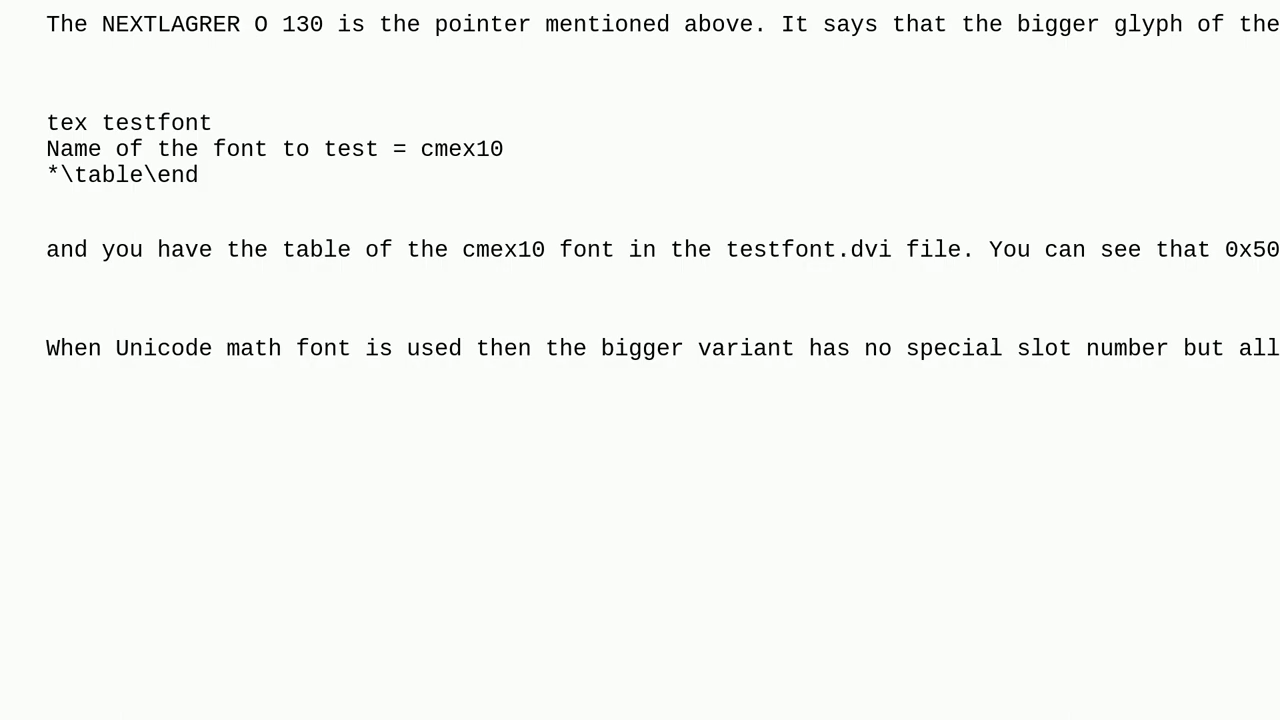 The NEXTLAGRER O 130 is the pointer mentioned above. It says that the bigger glyph of the
tex testfont
Name of the font to test = cmex10
*\table\end
and you have the table of the cmex10 font in the testfont.dvi file. You can see that 0x50
When Unicode math font is used then the bigger variant has no special slot number but all